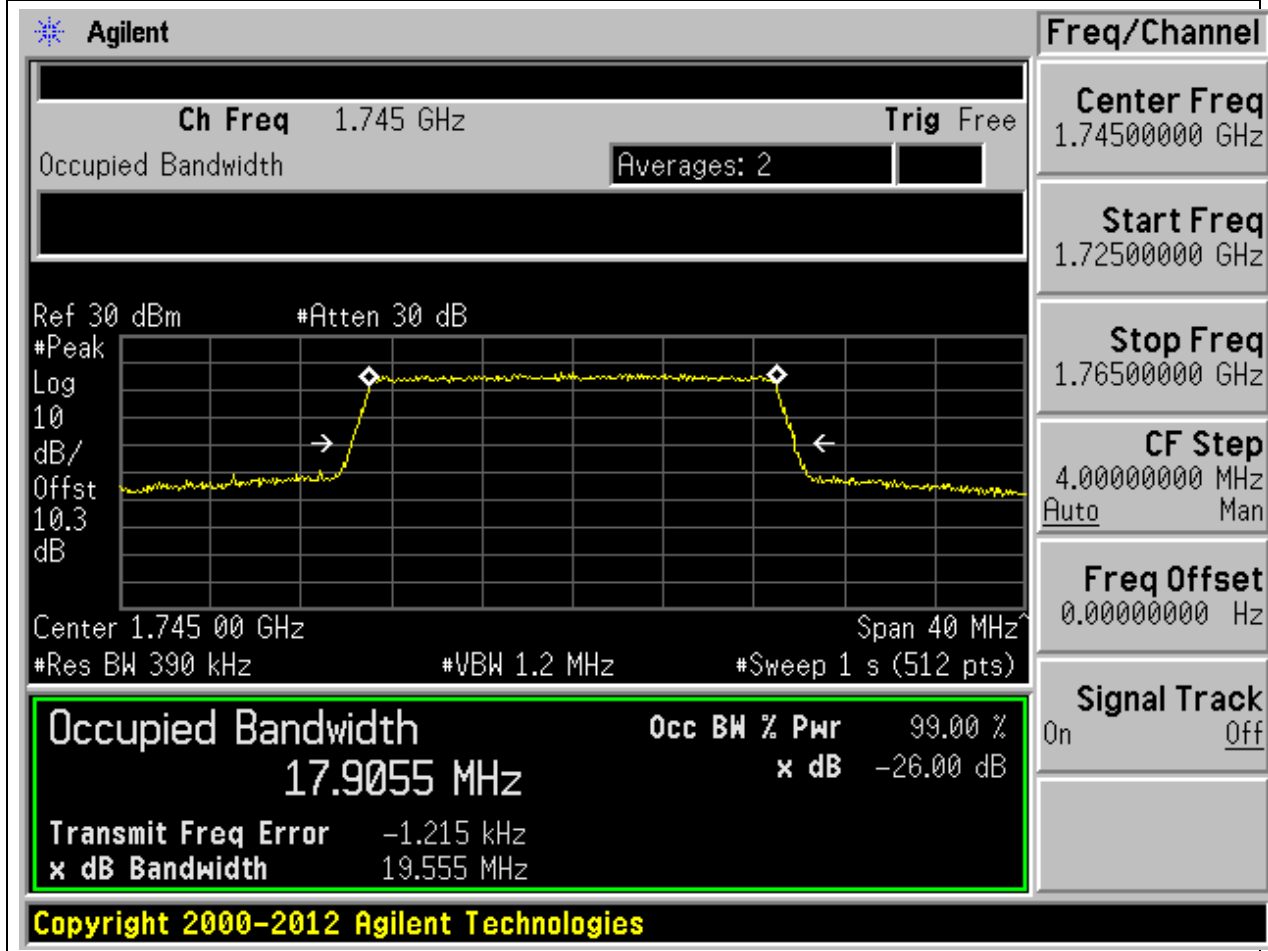 Agilent
Freq/Channel
Ch Freq 1.745 GHz Trig Free
Occupied Bandwidth Averages: 2
Ref 30 dBm #Atten 30 dB
#Peak
Log
10
dB/
Offst
10.3
dB
Center 1.745 00 GHz Span 40 MHz^
#Res BW 390 kHz #VBW 1.2 MHz #Sweep 1 s (512 pts)
Occupied Bandwidth
17.9055 MHz
Occ BW % Pwr 99.00 %
x dB -26.00 dB
Transmit Freq Error -1.215 kHz
x dB Bandwidth 19.555 MHz
Center Freq
1.74500000 GHz
Start Freq
1.72500000 GHz
Stop Freq
1.76500000 GHz
CF Step
4.00000000 MHz
Auto Man
Freq Offset
0.00000000 Hz
Signal Track
On Off
Copyright 2000-2012 Agilent Technologies